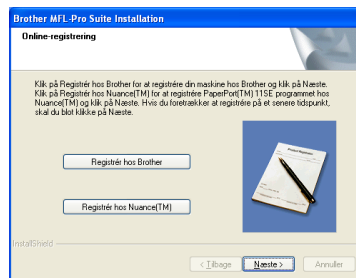 Brother MFL-Pro Suite Installation
Online-registrering
Klik på Registrér hos Brother for at registrére din maskine hos Brother og klik på Næste.
Klik på Registrér hos Nuance(TM) for at registrére PaperPort(TM) 11SE programmet hos
Nuance(TM) og klik på Næste. Hvis du foretrækker at registrére på et senere tidspunkt,
skal du blot klikke på Næste.
Registrér hos Brother
Registrér hos Nuance(TM)
InstallShield
< Tilbage
Næste >
Annuller